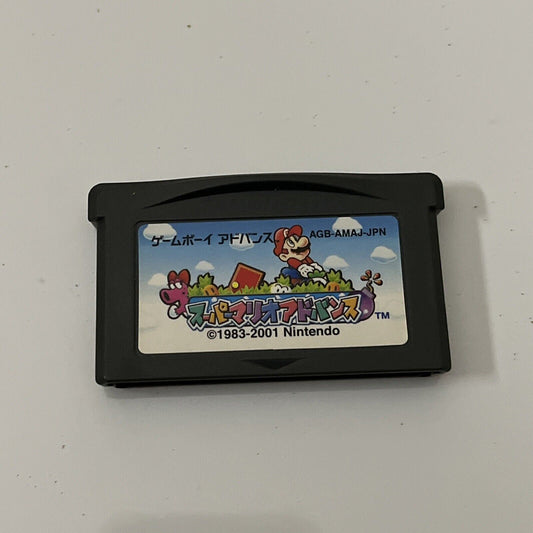 ゲームボーイ アドバンス AGB-AMAJ-JPN
スーパーマリオアドバンス TM
©1983-2001 Nintendo